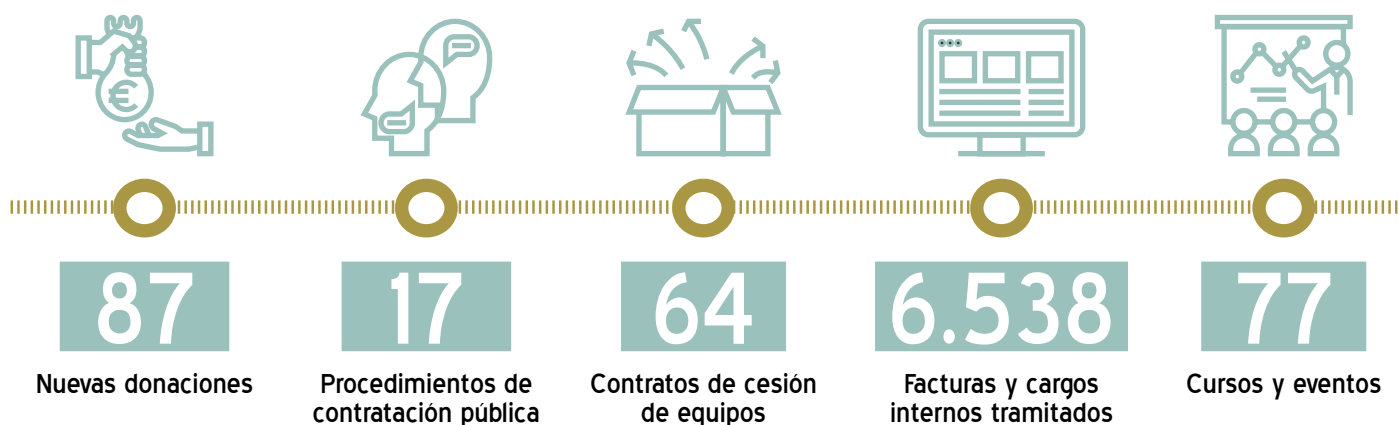 87
Nuevas donaciones
17
Procedimientos de
contratación pública
64
Contratos de cesión
de equipos
6.538
Facturas y cargos
internos tramitados
77
Cursos y eventos